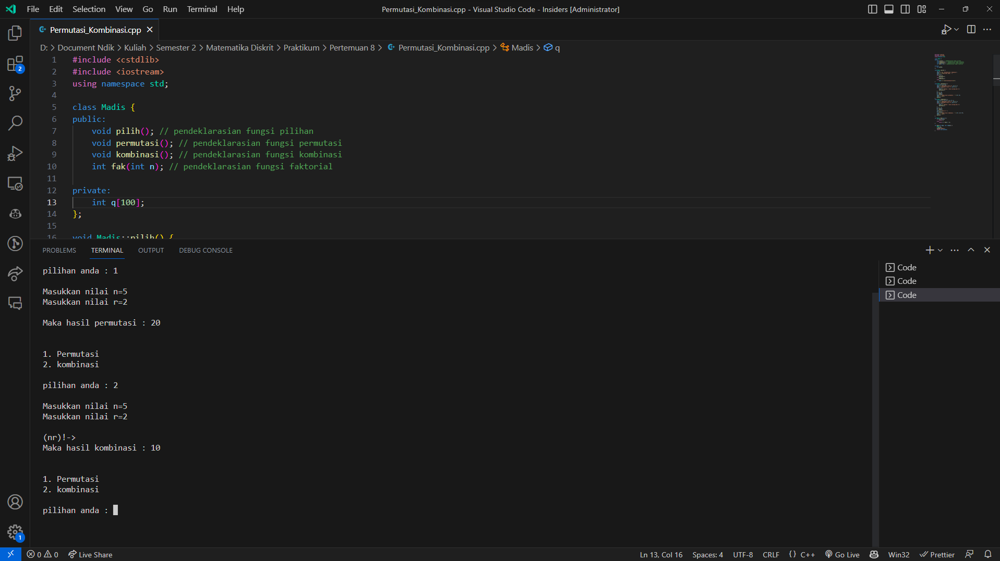 File Edit Selection View Go Run Terminal Help
Permutasi_Kombinasi.cpp - Visual Studio Code - Insiders [Administrator]
Permutasi_Kombinasi.cpp
D: > Document Ndik > Kuliah > Semester 2 > Matematika Diskrit > Praktikum > Pertemuan 8 > Permutasi_Kombinasi.cpp > Madis > q
1 #include <cstdlib>
2 #include <iostream>
3 using namespace std;
4
5 class Madis {
6 public:
7 void pilih(); // pendeklarasian fungsi pilihan
8 void permutasi(); // pendeklarasian fungsi permutasi
9 void kombinasi(); // pendeklarasian fungsi kombinasi
10 int fak(int n); // pendeklarasian fungsi faktorial
11
12 private:
13 int q[100];
14 };
15
16 void Madis::pilih() {
2
PROBLEMS TERMINAL OUTPUT DEBUG CONSOLE
pilihan anda : 1
Masukkan nilai n=5
Masukkan nilai r=2
Maka hasil permutasi : 20
1. Permutasi
2. kombinasi
pilihan anda : 2
Masukkan nilai n=5
Masukkan nilai r=2
(nr)!->
Maka hasil kombinasi : 10
1. Permutasi
2. kombinasi
pilihan anda :
Code
Code
Code
1
0 0 Live Share
Ln 13, Col 16 Spaces: 4 UTF-8 CRLF {} C++ Go Live Win32 Prettier